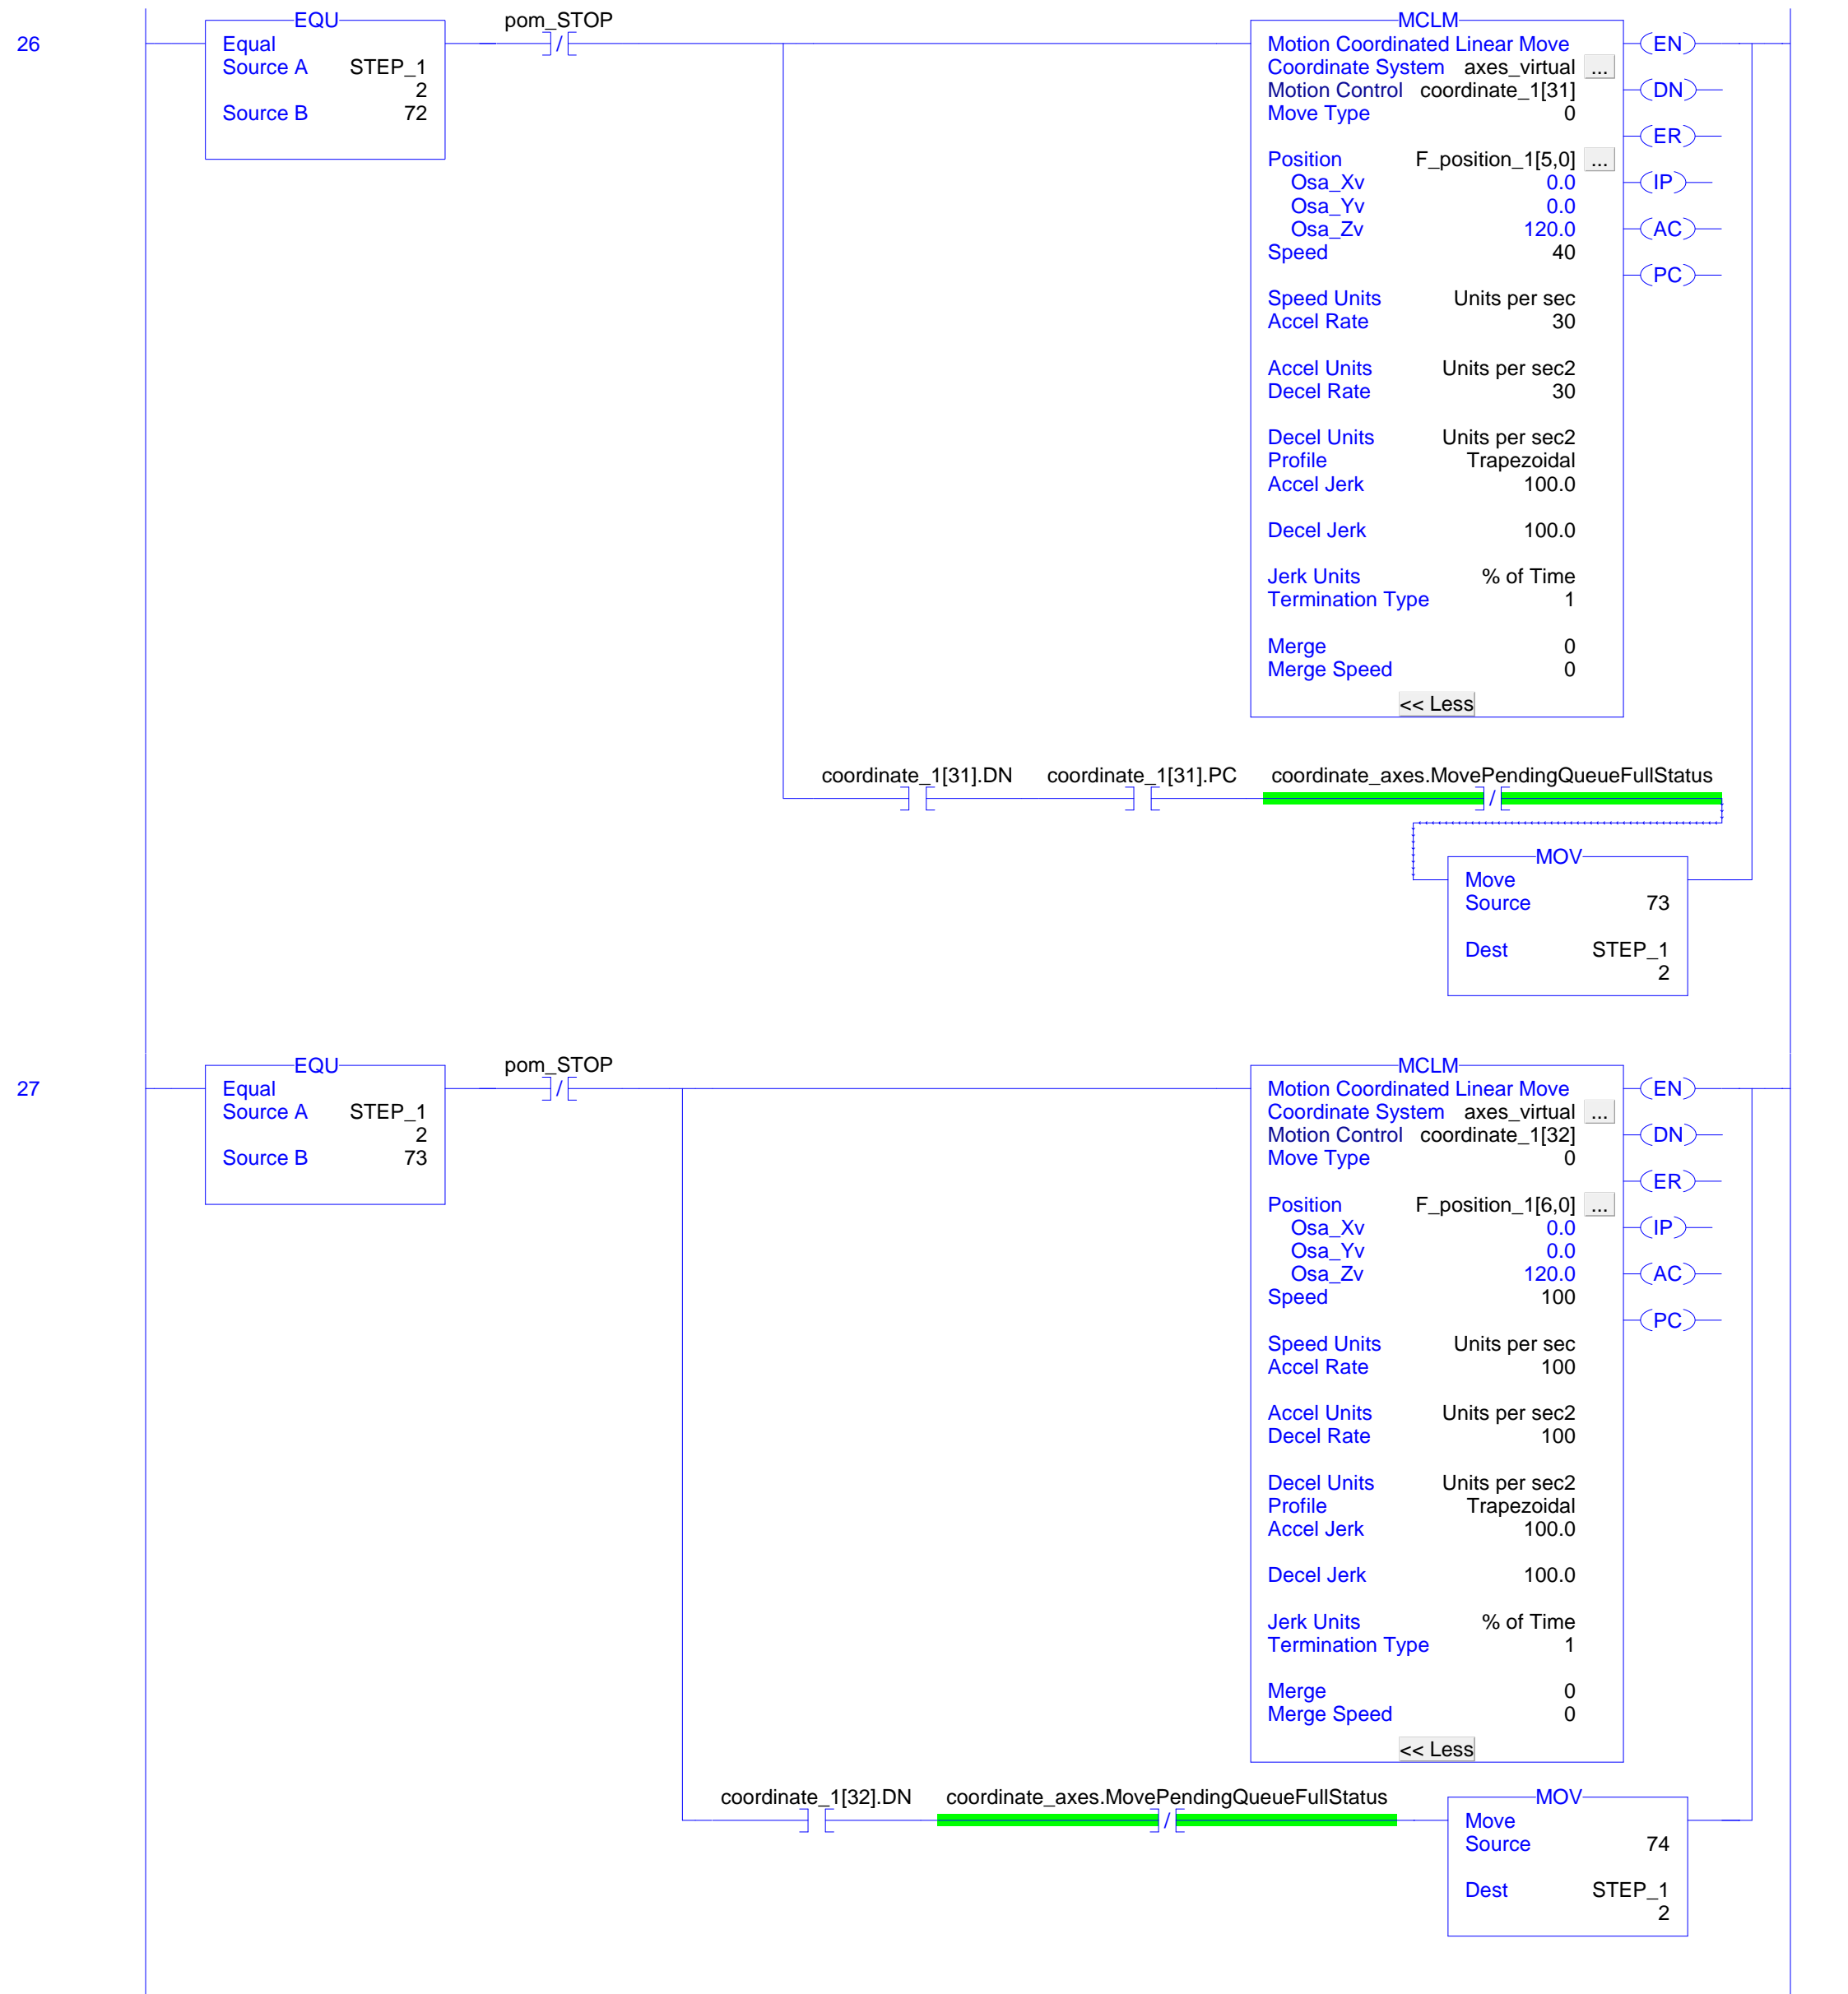 26
EQU
Equal
Source A STEP_1
2
Source B 72
pom_STOP
MCLM
Motion Coordinated Linear Move
Coordinate System axes_virtual ...
Motion Control coordinate_1[31]
Move Type 0
Position F_position_1[5,0] ...
Osa_Xv 0.0
Osa_Yv 0.0
Osa_Zv 120.0
Speed 40
Speed Units Units per sec
Accel Rate 30
Accel Units Units per sec2
Decel Rate 30
Decel Units Units per sec2
Profile Trapezoidal
Accel Jerk 100.0
Decel Jerk 100.0
Jerk Units % of Time
Termination Type 1
Merge 0
Merge Speed 0
<< Less
EN
DN
ER
IP
AC
PC
coordinate_1[31].DN coordinate_1[31].PC coordinate_axes.MovePendingQueueFullStatus
MOV
Move
Source 73
Dest STEP_1
2
27
EQU
Equal
Source A STEP_1
2
Source B 73
pom_STOP
MCLM
Motion Coordinated Linear Move
Coordinate System axes_virtual ...
Motion Control coordinate_1[32]
Move Type 0
Position F_position_1[6,0] ...
Osa_Xv 0.0
Osa_Yv 0.0
Osa_Zv 120.0
Speed 100
Speed Units Units per sec
Accel Rate 100
Accel Units Units per sec2
Decel Rate 100
Decel Units Units per sec2
Profile Trapezoidal
Accel Jerk 100.0
Decel Jerk 100.0
Jerk Units % of Time
Termination Type 1
Merge 0
Merge Speed 0
<< Less
EN
DN
ER
IP
AC
PC
coordinate_1[32].DN coordinate_axes.MovePendingQueueFullStatus
MOV
Move
Source 74
Dest STEP_1
2